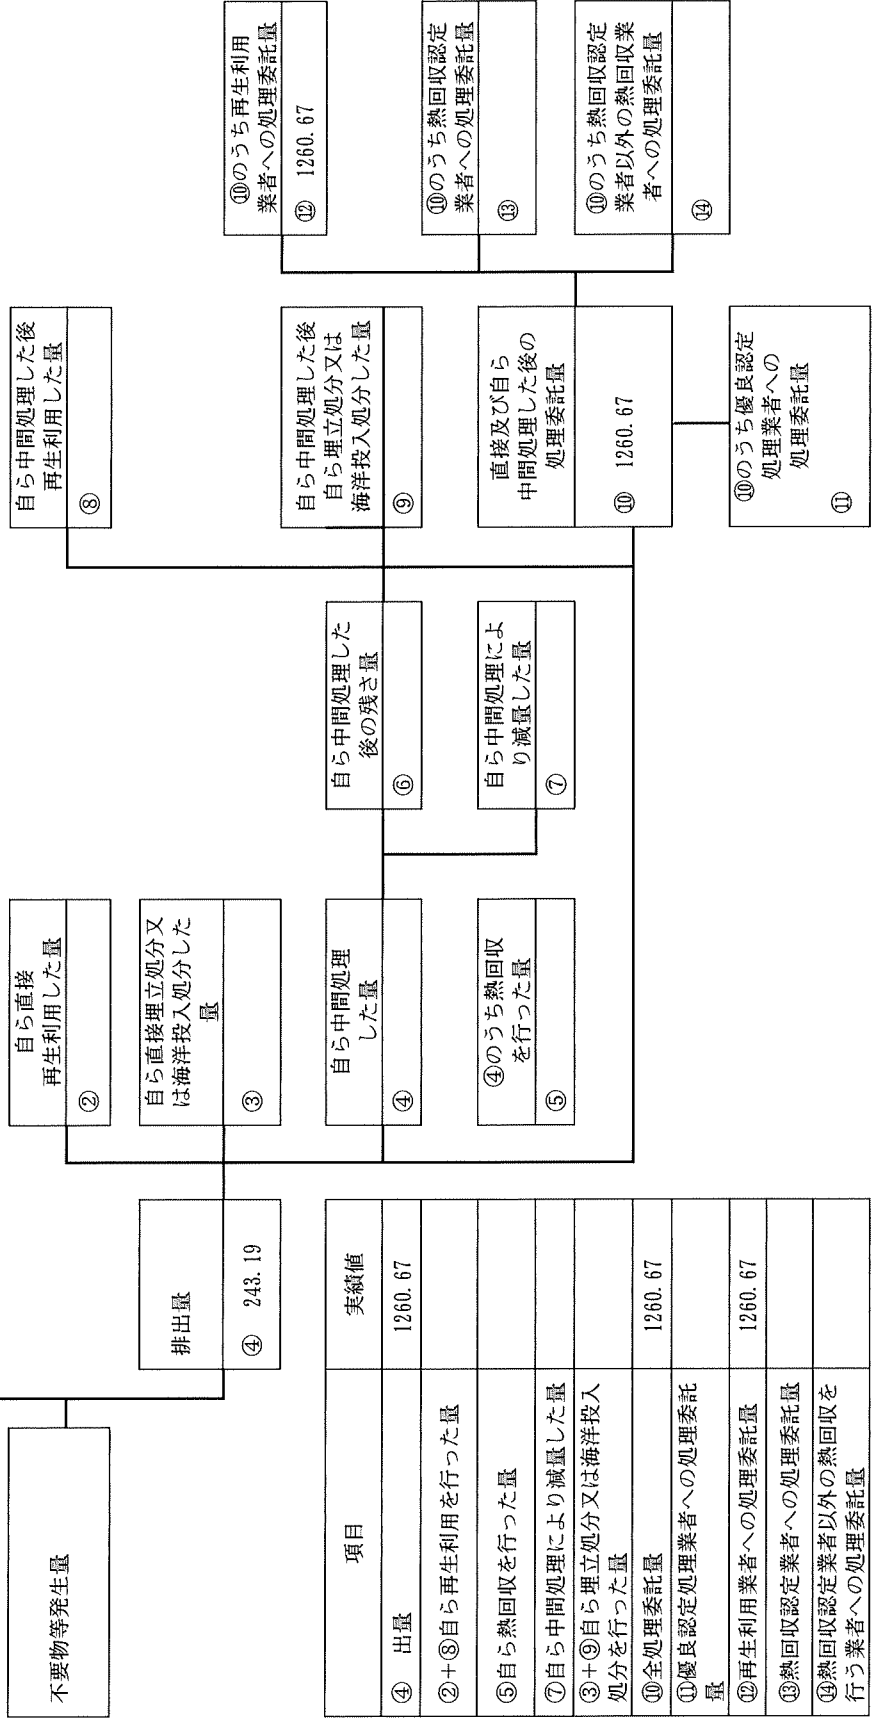 不要物等発生量
排出量
④ 243.19
自ら直接
再生利用した量
②
自ら直接埋立処分又
は海洋投入処分した
量
③
自ら中間処理
した量
④
④のうち熱回収
を行った量
⑤
自ら中間処理した
後の残さ量
⑥
自ら中間処理によ
り減量した量
⑦
自ら中間処理した後
再生利用した量
⑧
自ら中間処理した後
自ら埋立処分又は
海洋投入処分した量
⑨
直接及び自ら
中間処理した後の
処理委託量
⑩ 1260.67
⑩のうち優良認定
処理業者への
処理委託量
⑪
⑩のうち再生利用
業者への処理委託量
⑫ 1260.67
⑩のうち熱回収認定
業者への処理委託量
⑬
⑩のうち熱回収認定
業者以外の熱回収業
者への処理委託量
⑭
項目 実績値
④ 出量 1260.67
②+⑧自ら再生利用を行った量
⑤自ら熱回収を行った量
⑦自ら中間処理により減量した量
③+⑨自ら埋立処分又は海洋投入
処分を行った量
⑩全処理委託量 1260.67
⑪優良認定処理業者への処理委託
量
⑫再生利用業者への処理委託量 1260.67
⑬熱回収認定業者への処理委託量
⑭熱回収認定業者以外の熱回収を
行う業者への処理委託量